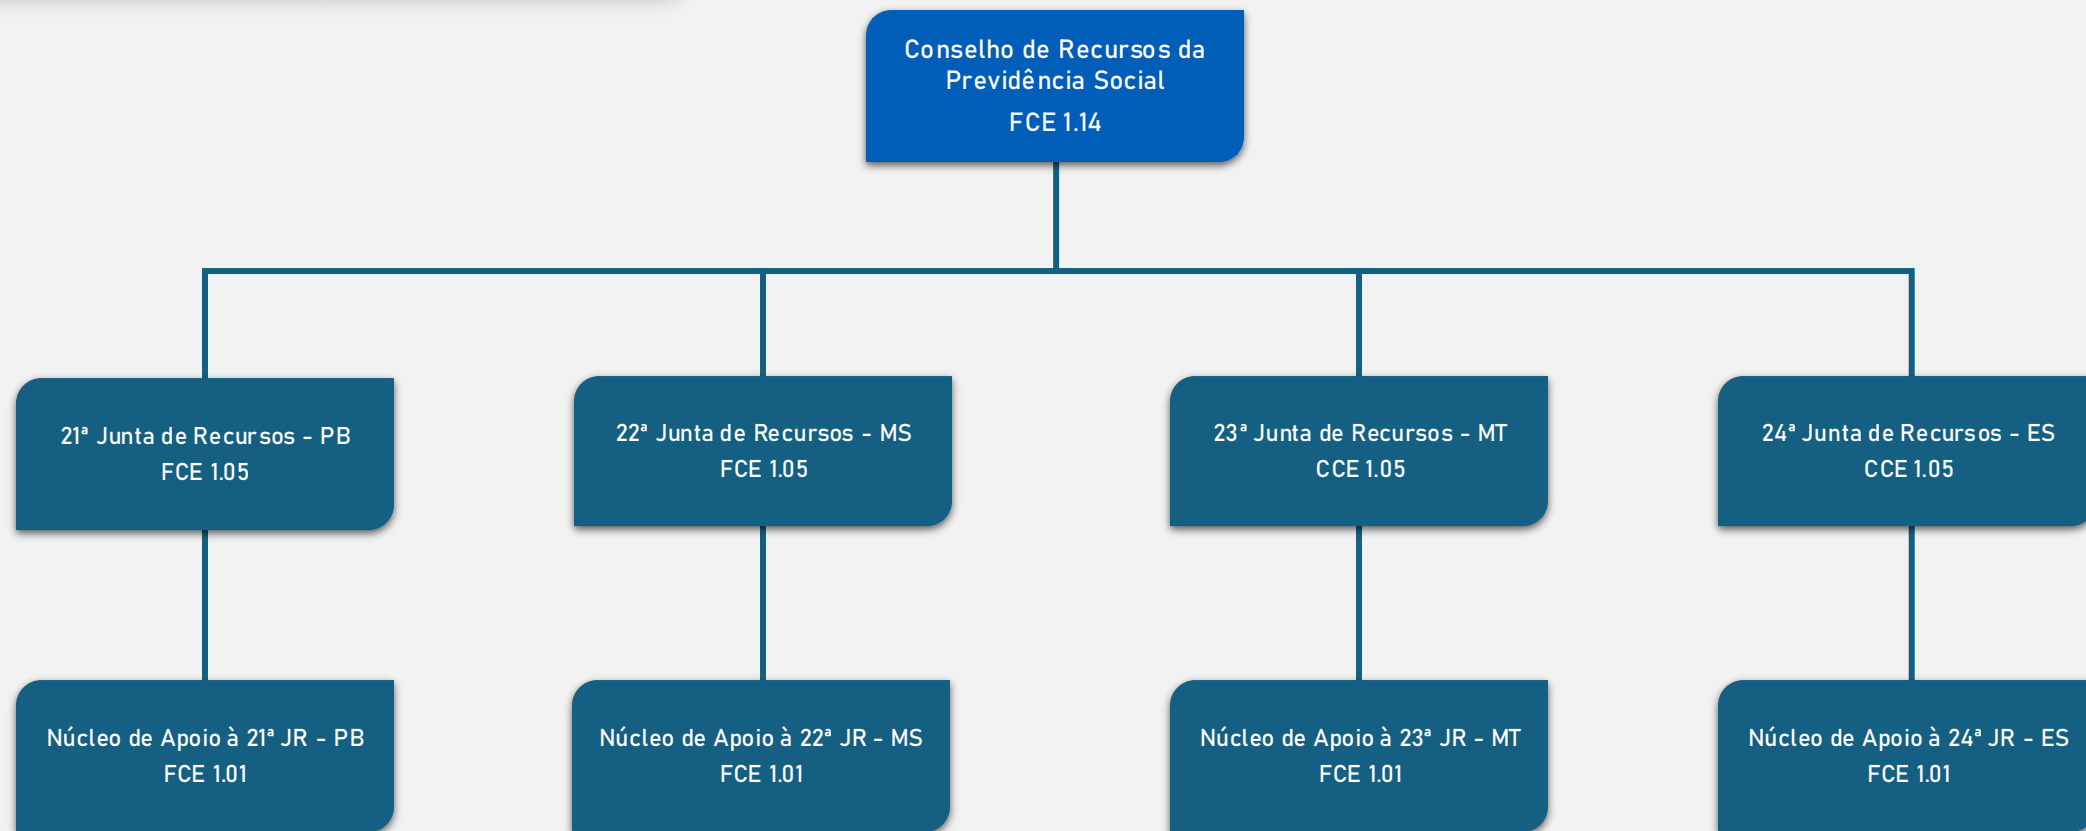 Conselho de Recursos da
Previdência Social
FCE 1.14
21ª Junta de Recursos - PB
FCE 1.05
22ª Junta de Recursos - MS
FCE 1.05
23ª Junta de Recursos - MT
CCE 1.05
24ª Junta de Recursos - ES
CCE 1.05
Núcleo de Apoio à 21ª JR - PB
FCE 1.01
Núcleo de Apoio à 22ª JR - MS
FCE 1.01
Núcleo de Apoio à 23ª JR - MT
FCE 1.01
Núcleo de Apoio à 24ª JR - ES
FCE 1.01